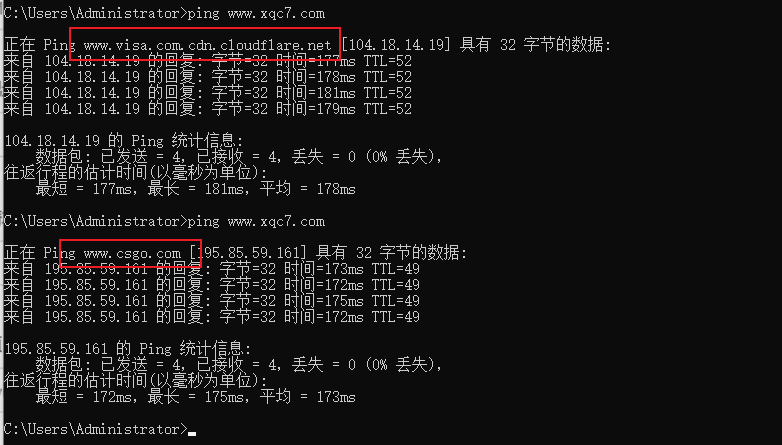 C:\Users\Administrator>ping www.xqc7.com
正在 Ping www.visa.com.cdn.cloudflare.net [104.18.14.19] 具有 32 字节的数据:
来自 104.18.14.19 的回复: 字节=32 时间=177ms TTL=52
来自 104.18.14.19 的回复: 字节=32 时间=178ms TTL=52
来自 104.18.14.19 的回复: 字节=32 时间=181ms TTL=52
来自 104.18.14.19 的回复: 字节=32 时间=179ms TTL=52
104.18.14.19 的 Ping 统计信息:
数据包: 已发送 = 4, 已接收 = 4, 丢失 = 0 (0% 丢失),
往返行程的估计时间(以毫秒为单位):
最短 = 177ms, 最长 = 181ms, 平均 = 178ms
C:\Users\Administrator>ping www.xqc7.com
正在 Ping www.csgo.com [195.85.59.161] 具有 32 字节的数据:
来自 195.85.59.161 的回复: 字节=32 时间=173ms TTL=49
来自 195.85.59.161 的回复: 字节=32 时间=172ms TTL=49
来自 195.85.59.161 的回复: 字节=32 时间=175ms TTL=49
来自 195.85.59.161 的回复: 字节=32 时间=172ms TTL=49
195.85.59.161 的 Ping 统计信息:
数据包: 已发送 = 4, 已接收 = 4, 丢失 = 0 (0% 丢失),
往返行程的估计时间(以毫秒为单位):
最短 = 172ms, 最长 = 175ms, 平均 = 173ms
C:\Users\Administrator>